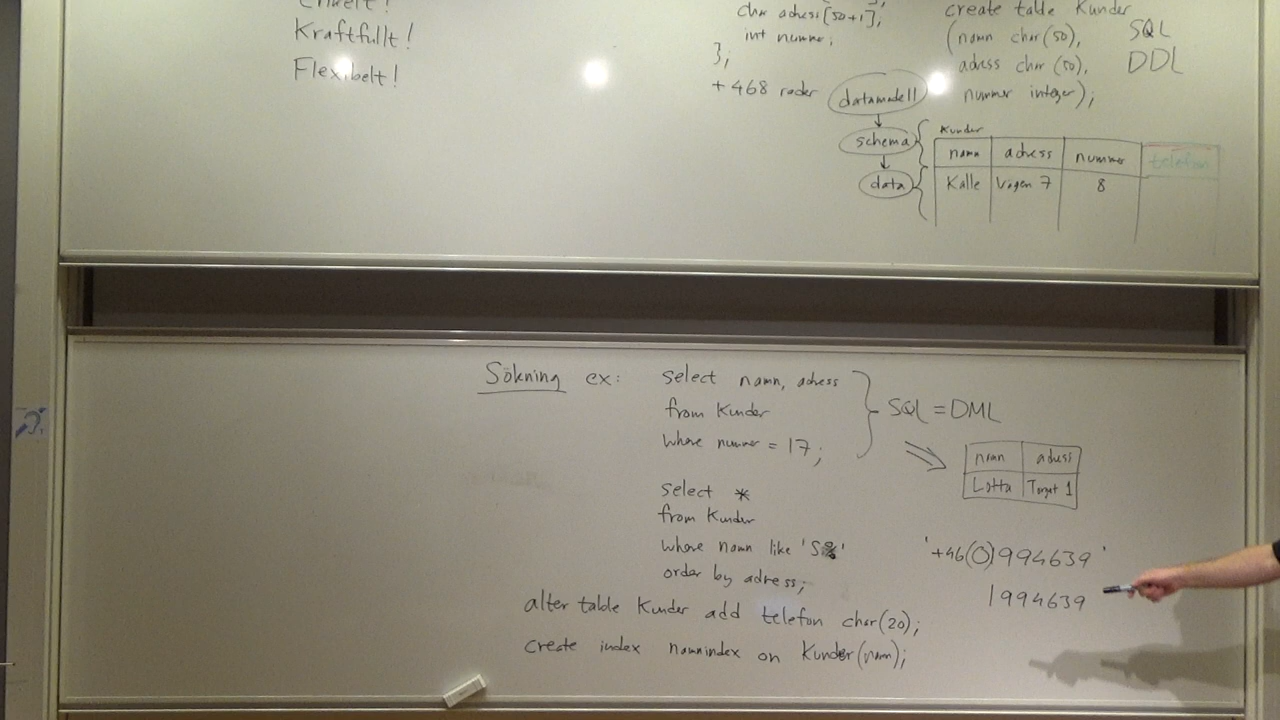 Enkelt!
Kraftfullt!
Flexibelt!
char adress[50+1];
int nummer;
};
+ 468 rader
create table Kunder
(namn char(50),
adress char(50),
nummer integer);
SQL
DDL
datamodell
schema
data
Kunder
namn adress nummer telefon
Kalle Vägen 7 8
Sökning ex:
select namn, adress
from Kunder
where nummer = 17;
SQL = DML
namn adress
Lotta Torget 1
select *
from Kunder
where namn like 'S%'
order by adress;
'+46(0)1994639'
1994639
alter table Kunder add telefon char(20);
create index namnindex on Kunder(namn);